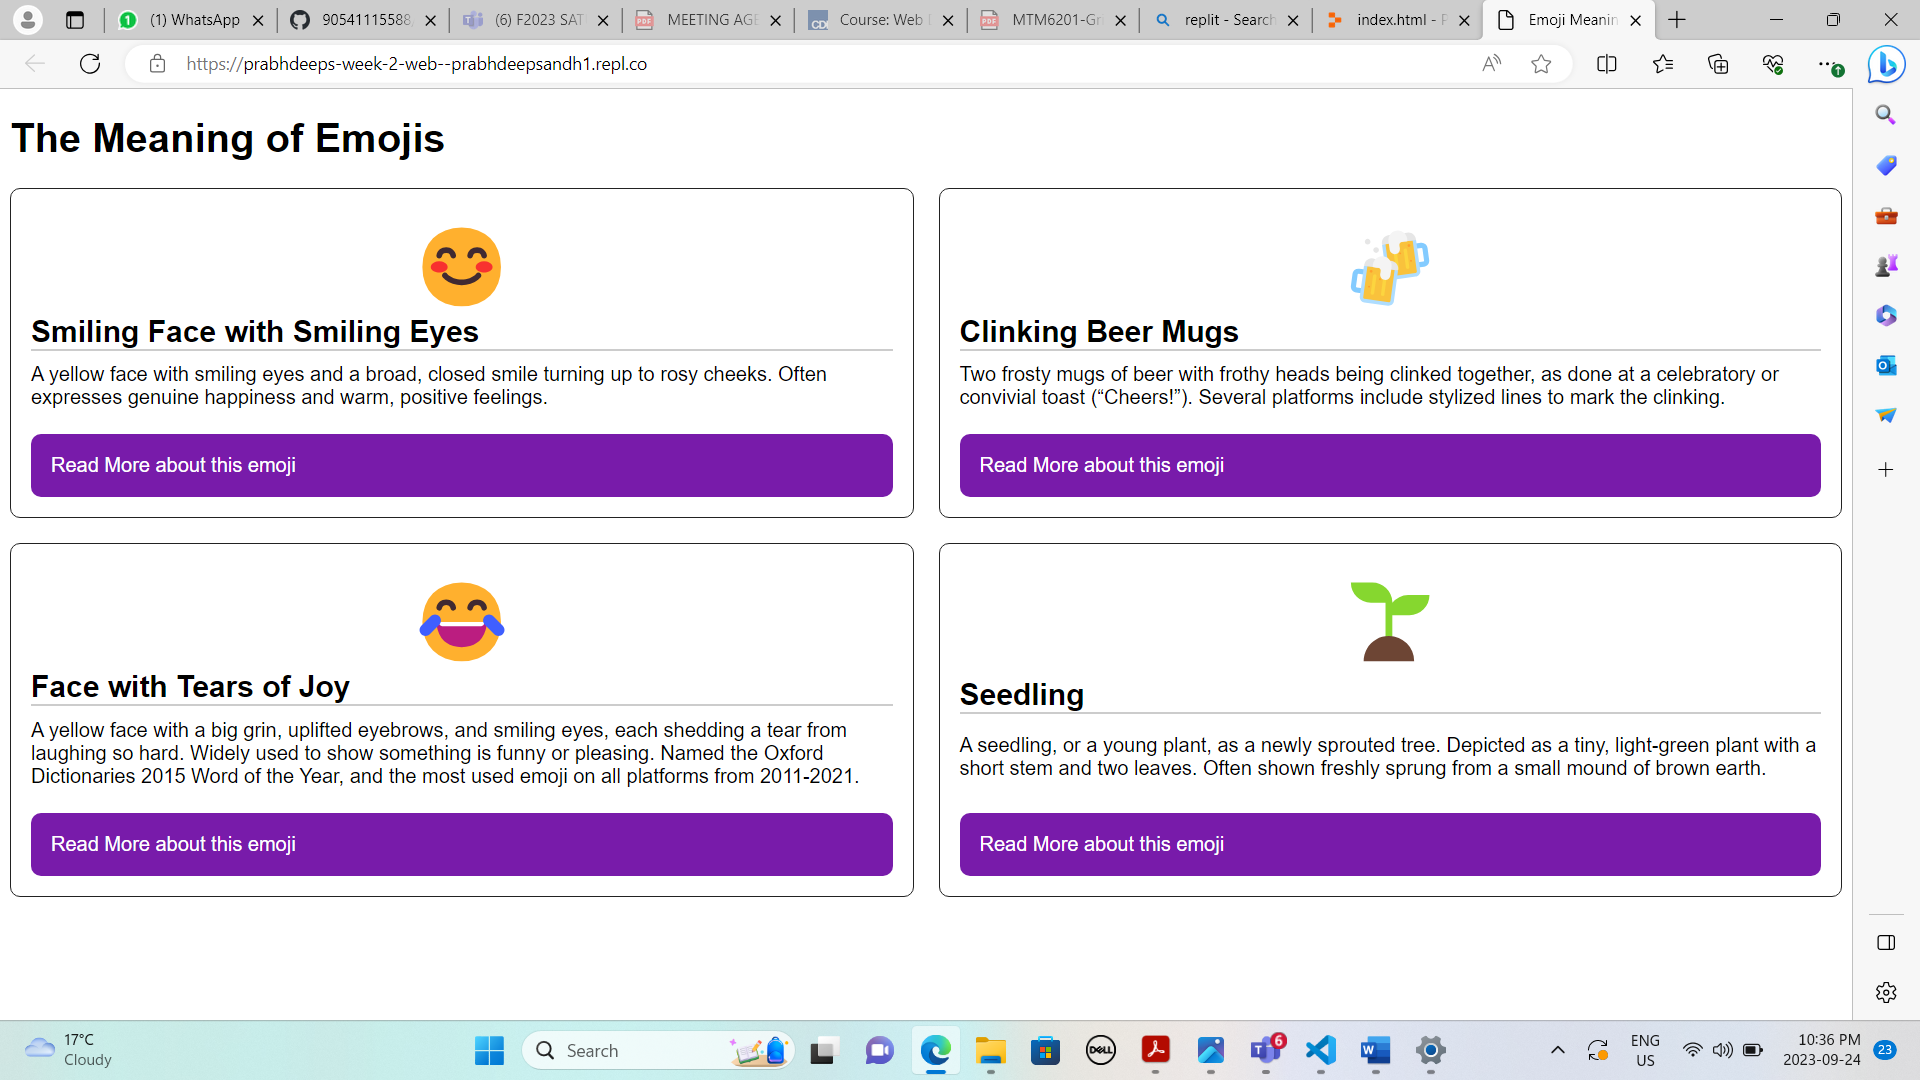 (1) WhatsApp
90541115588
(6) F2023 SAT
MEETING AGE
Course: Web
MTM6201-Gr
replit - Search
index.html - P
Emoji Meanin
https://prabhdeeps-week-2-web--prabhdeepsandh1.repl.co
The Meaning of Emojis
Smiling Face with Smiling Eyes
A yellow face with smiling eyes and a broad, closed smile turning up to rosy cheeks. Often
expresses genuine happiness and warm, positive feelings.
Read More about this emoji
Clinking Beer Mugs
Two frosty mugs of beer with frothy heads being clinked together, as done at a celebratory or
convivial toast (“Cheers!”). Several platforms include stylized lines to mark the clinking.
Read More about this emoji
Face with Tears of Joy
A yellow face with a big grin, uplifted eyebrows, and smiling eyes, each shedding a tear from
laughing so hard. Widely used to show something is funny or pleasing. Named the Oxford
Dictionaries 2015 Word of the Year, and the most used emoji on all platforms from 2011-2021.
Read More about this emoji
Seedling
A seedling, or a young plant, as a newly sprouted tree. Depicted as a tiny, light-green plant with a
short stem and two leaves. Often shown freshly sprung from a small mound of brown earth.
Read More about this emoji
17°C
Cloudy
Search
DELL
6
ENG
US
10:36 PM
2023-09-24
23